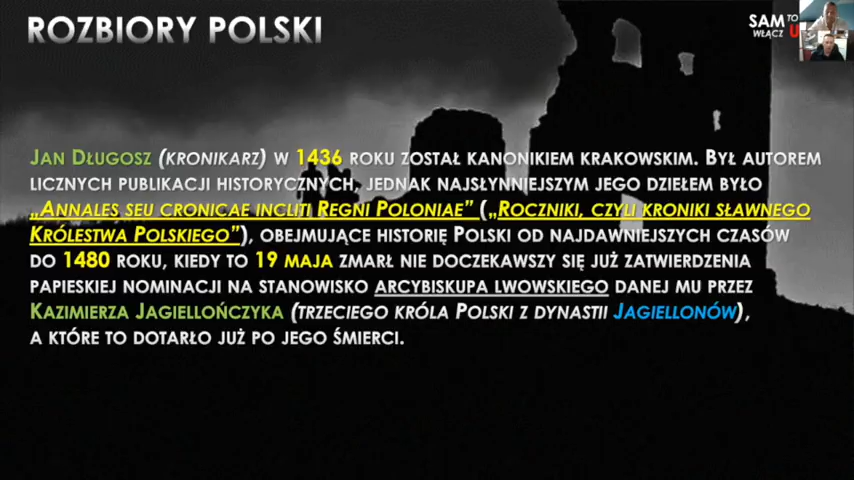 ROZBIORY POLSKI
SAM TO
WŁĄCZ U
JAN DŁUGOSZ (KRONIKARZ) W 1436 ROKU ZOSTAŁ KANONIKIEM KRAKOWSKIM. BYŁ AUTOREM
LICZNYCH PUBLIKACJI HISTORYCZNYCH, JEDNAK NAJSŁYNNIEJSZYM JEGO DZIEŁEM BYŁO
„ANNALES SEU CRONICAE INCLITI REGNI POLONIAE” („ROCZNIKI, CZYLI KRONIKI SŁAWNEGO
KRÓLESTWA POLSKIEGO”), OBEJMUJĄCE HISTORIĘ POLSKI OD NAJDAWNIEJSZYCH CZASÓW
DO 1480 ROKU, KIEDY TO 19 MAJA ZMARŁ NIE DOCZEKAWSZY SIĘ JUŻ ZATWIERDZENIA
PAPIESKIEJ NOMINACJI NA STANOWISKO ARCYBISKUPA LWOWSKIEGO DANEJ MU PRZEZ
KAZIMIERZA JAGIELLOŃCZYKA (TRZECIEGO KRÓLA POLSKI Z DYNASTII JAGIELLONÓW),
A KTÓRE TO DOTARŁO JUŻ PO JEGO ŚMIERCI.